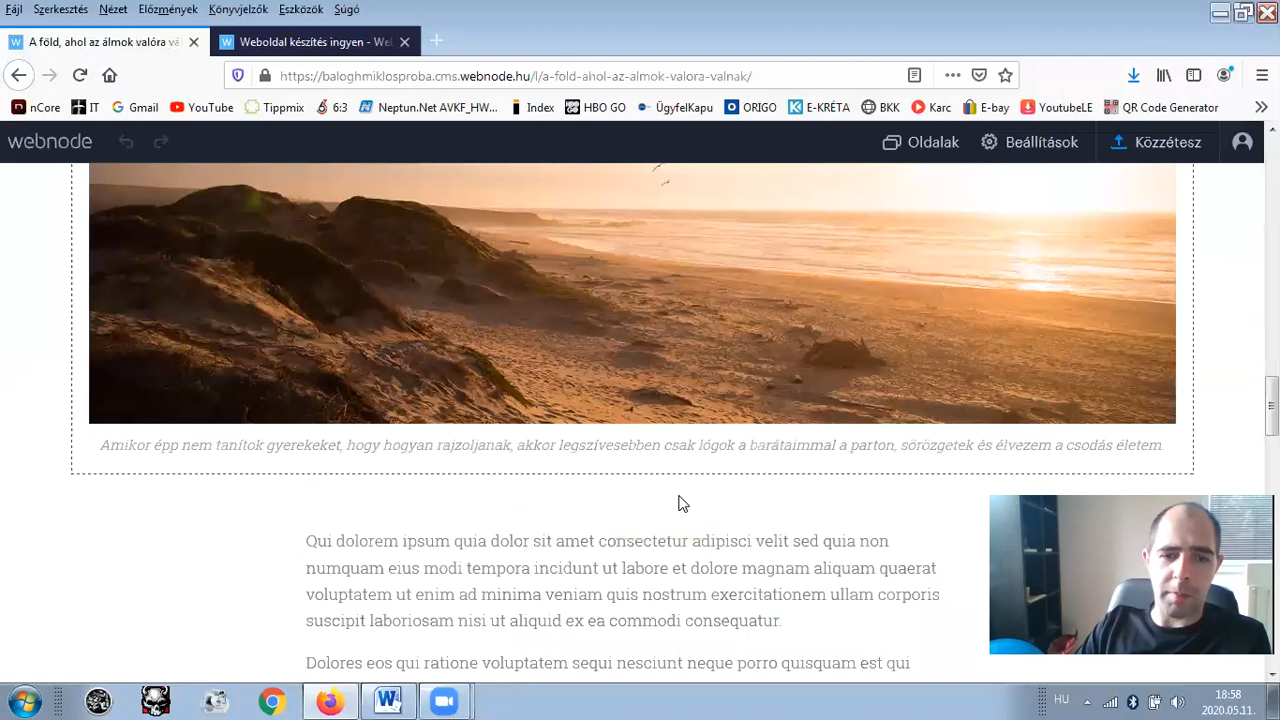 Fájl Szerkesztés Nézet Előzmények Könyvjelzők Eszközök Súgó
W A föld, ahol az álmok valóra vál W Weboldal készítés ingyen - Wel
https://baloghmiklosproba.cms.webnode.hu/l/a-fold-ahol-az-almok-valora-valnak/
nCore IT Gmail YouTube Tippmix 6:3 Neptun.Net AVKF_HW... Index HBO GO ÜgyfelKapu ORIGO E-KRÉTA BKK Karc E-bay YoutubeLE QR Code Generator
webnode Oldalak Beállítások Közzétesz
Amikor épp nem tanítok gyerekeket, hogy hogyan rajzoljanak, akkor legszívesebben csak lógok a barátaimmal a parton, sörözgetek és élvezem a csodás életem.
Qui dolorem ipsum quia dolor sit amet consectetur adipisci velit sed quia non
numquam eius modi tempora incidunt ut labore et dolore magnam aliquam quaerat
voluptatem ut enim ad minima veniam quis nostrum exercitationem ullam corporis
suscipit laboriosam nisi ut aliquid ex ea commodi consequatur.
Dolores eos qui ratione voluptatem sequi nesciunt neque porro quisquam est qui
HU 18:58
2020.05.11.